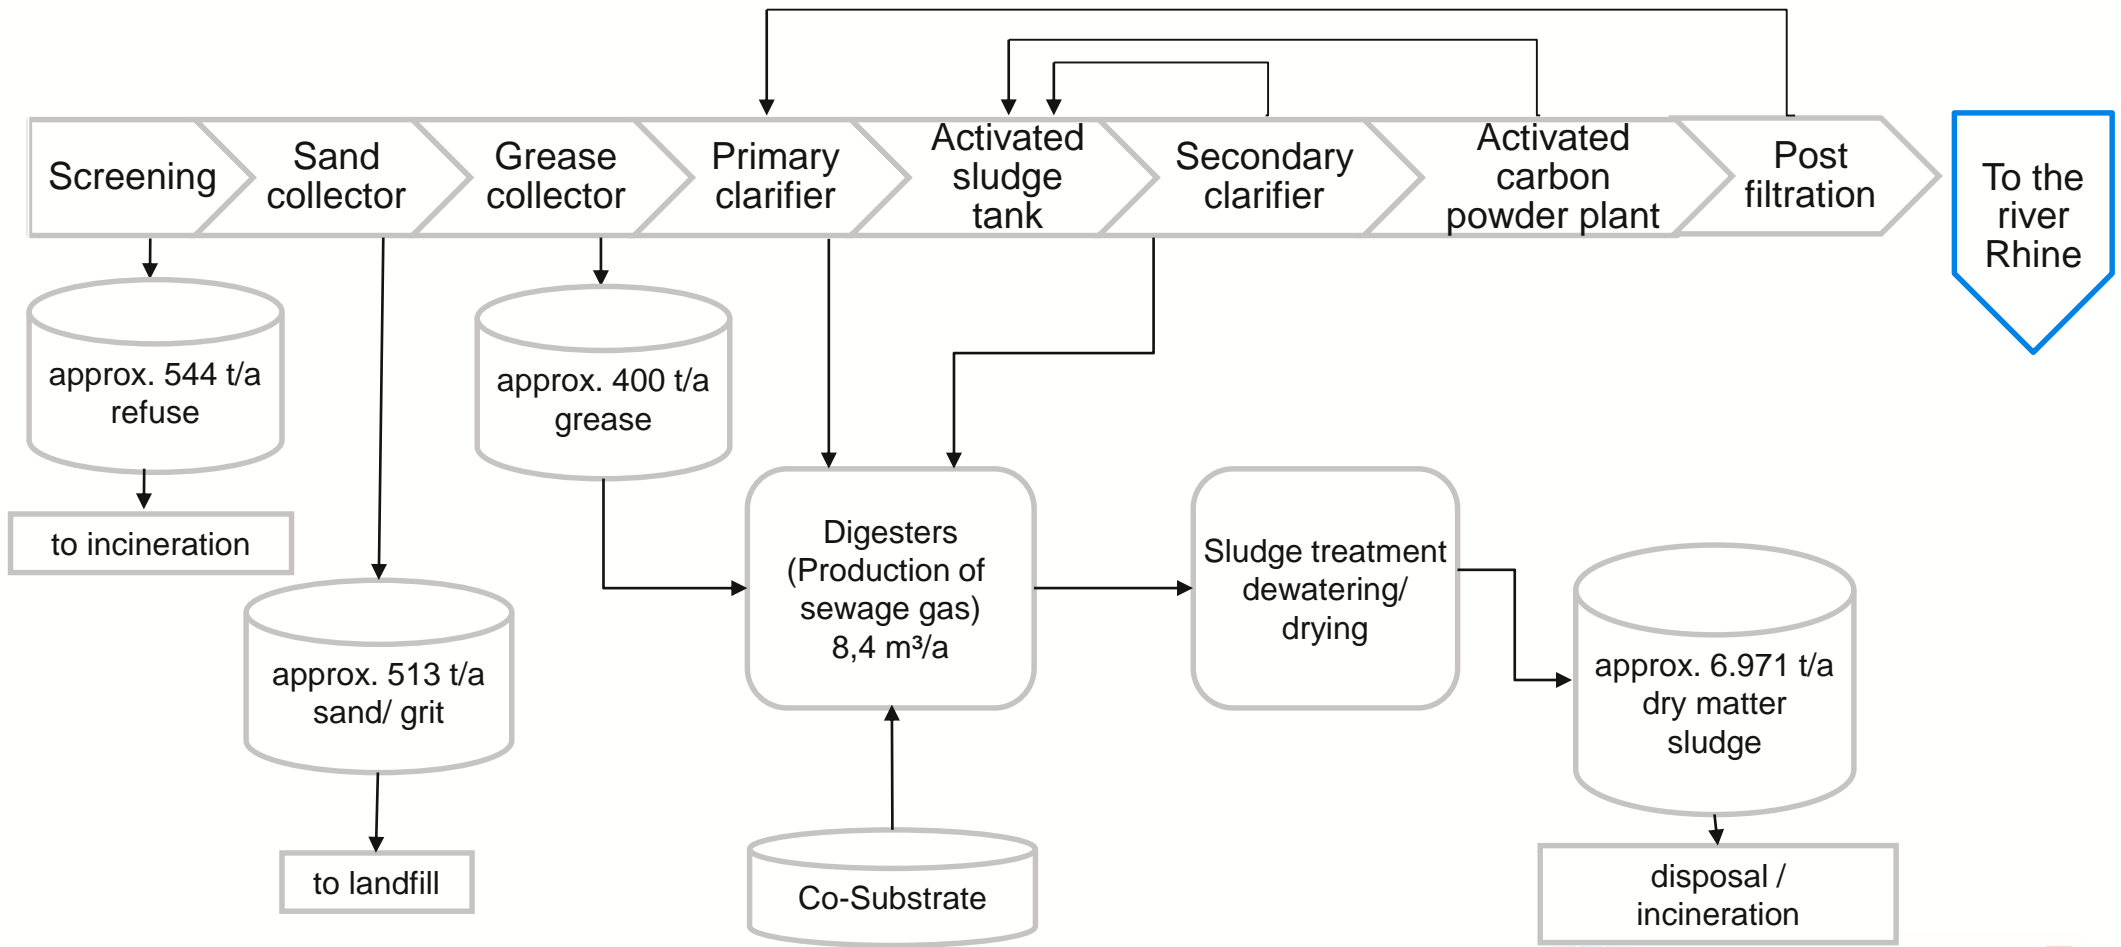 Screening
Sand
collector
Grease
collector
Primary
clarifier
Activated
sludge
tank
Secondary
clarifier
Activated
carbon
powder plant
Post
filtration
To the
river
Rhine
approx. 544 t/a
refuse
to incineration
approx. 513 t/a
sand/ grit
to landfill
approx. 400 t/a
grease
Digesters
(Production of
sewage gas)
8,4 m³/a
Co-Substrate
Sludge treatment
dewatering/
drying
approx. 6.971 t/a
dry matter
sludge
disposal /
incineration